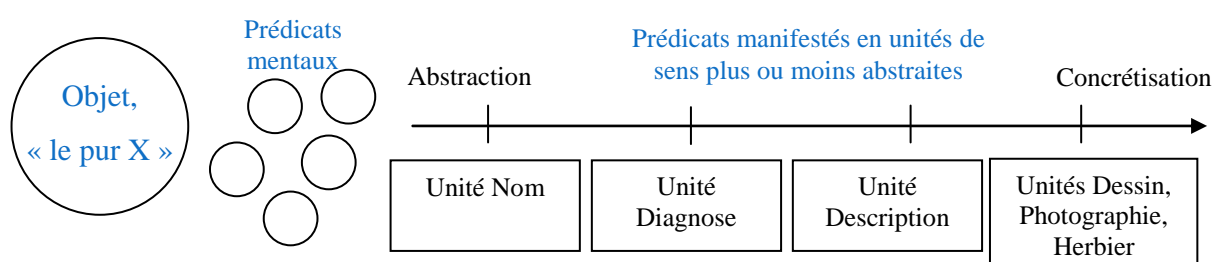 Objet,
« le pur X »
Prédicats
mentaux
Prédicats manifestés en unités de
sens plus ou moins abstraites
Abstraction
Concrétisation
Unité Nom
Unité
Diagnose
Unité
Description
Unités Dessin,
Photographie,
Herbier